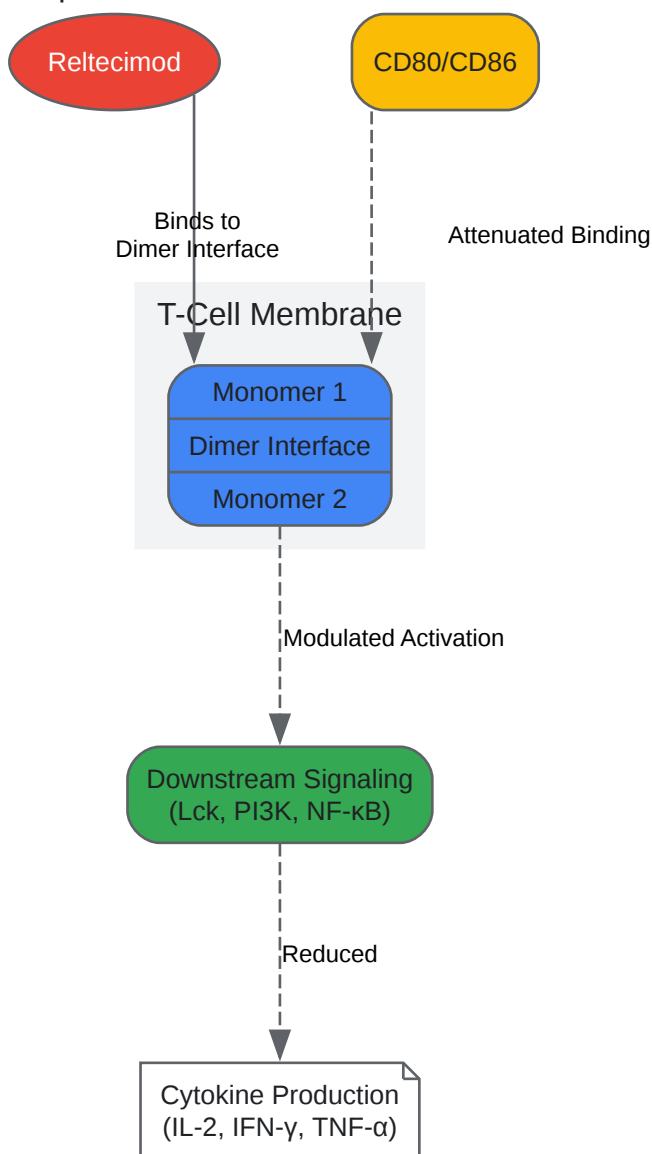 Reltecimod
CD80/CD86
Binds to
Dimer Interface
Attenuated Binding
T-Cell Membrane
Monomer 1
Dimer Interface
Monomer 2
Modulated Activation
Downstream Signaling
(Lck, PI3K, NF-κB)
Reduced
Cytokine Production
(IL-2, IFN-γ, TNF-α)